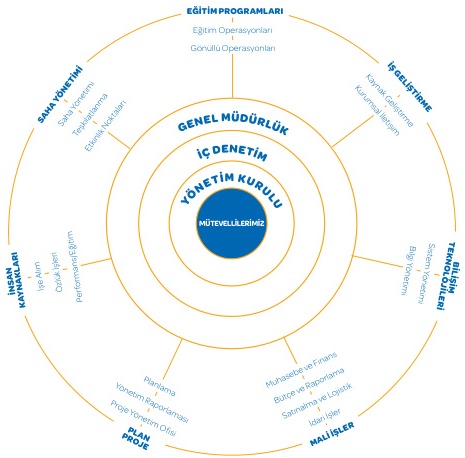 EĞİTİM PROGRAMLARI
Eğitim Operasyonları
Gönüllü Operasyonları
İŞ GELİŞTİRME
Kaynak Geliştirme
Kurumsal İletişim
BİLİŞİM
TEKNOLOJİLERİ
Sistem Yönetimi
Bilgi Yönetimi
MALİ İŞLER
Muhasebe ve Finans
Bütçe ve Raporlama
Satınalma ve Lojistik
İdari İşler
PLAN
PROJE
Planlama
Yönetim Raporlaması
Proje Yönetim Ofisi
İNSAN
KAYNAKLARI
İşe Alım
Özlük İşleri
Performans/Eğitim
SAHA YÖNETİMİ
Saha Yönetimi
Teşkilatlanma
Etkinlik Noktaları
GENEL MÜDÜRLÜK
İÇ DENETİM
YÖNETİM KURULU
MÜTEVELLİLERİMİZ